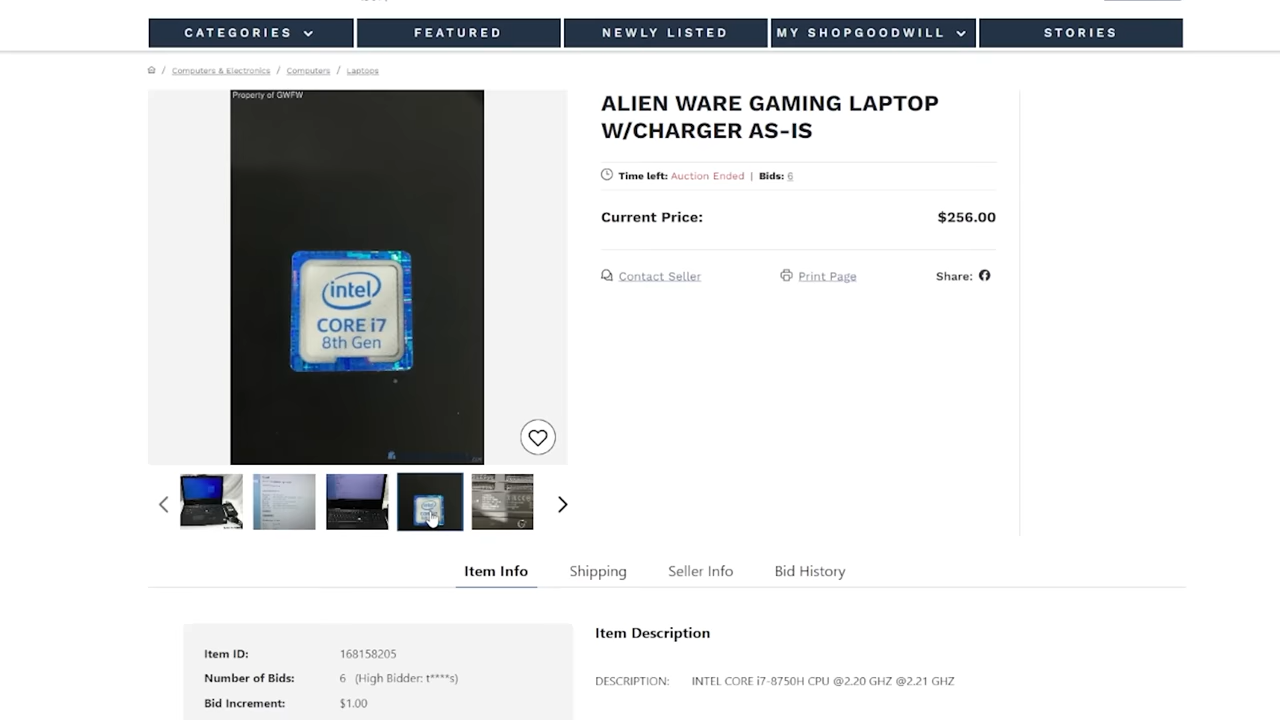 CATEGORIES
FEATURED
NEWLY LISTED
MY SHOPGOODWILL
STORIES
/ Computers & Electronics / Computers / Laptops
Property of GWFW
intel
CORE i7
8th Gen
ALIEN WARE GAMING LAPTOP
W/CHARGER AS-IS
Time left: Auction Ended | Bids: 6
Current Price: $256.00
Contact Seller
Print Page
Share:
Item Info
Shipping
Seller Info
Bid History
Item ID: 168158205
Number of Bids: 6 (High Bidder: t****s)
Bid Increment: $1.00
Item Description
DESCRIPTION: INTEL CORE i7-8750H CPU @2.20 GHZ @2.21 GHZ